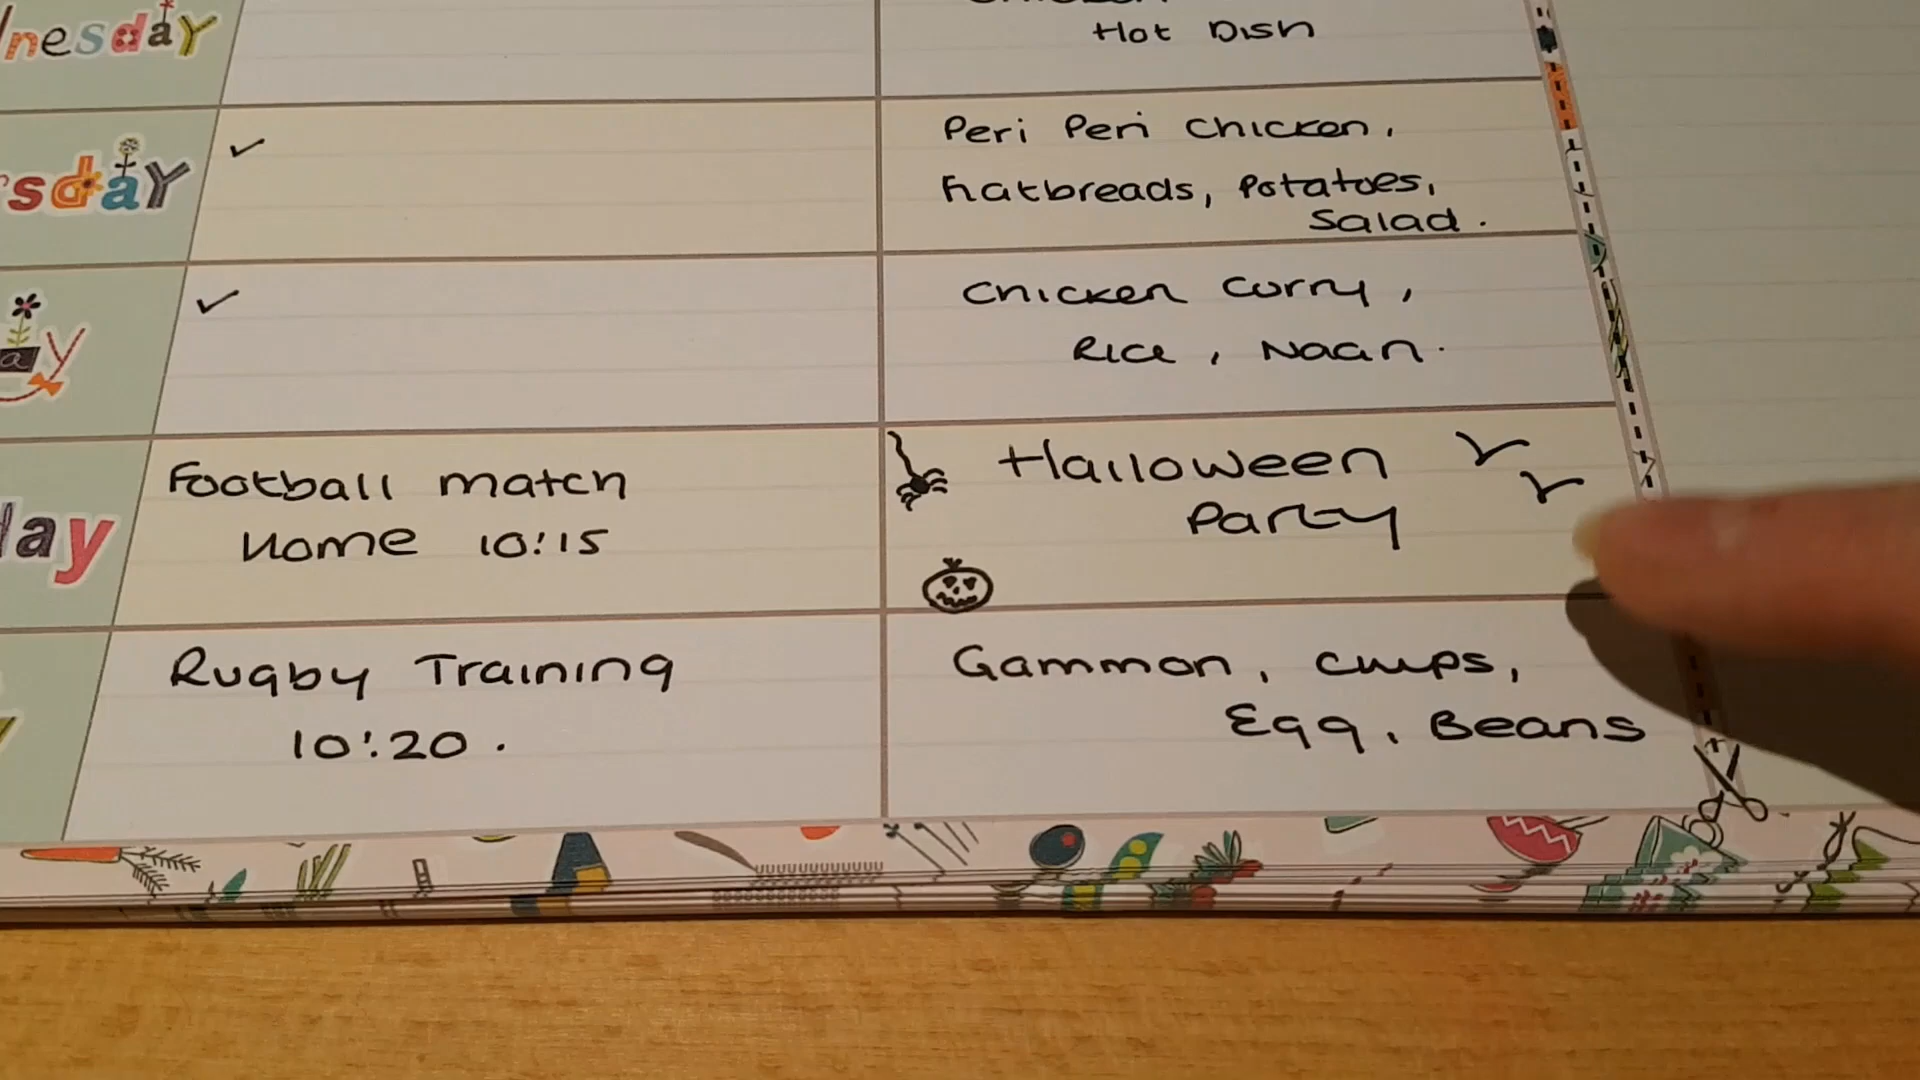 nesday
Hot Dish
sday
Peri Peri Chicken,
flatbreads, Potatoes,
Salad.
ay
Chicken Curry,
Rice, Naan.
day
Football match
Home 10:15
Halloween
Party
Rugby Training
10:20.
Gammon, Chips,
Egg, Beans